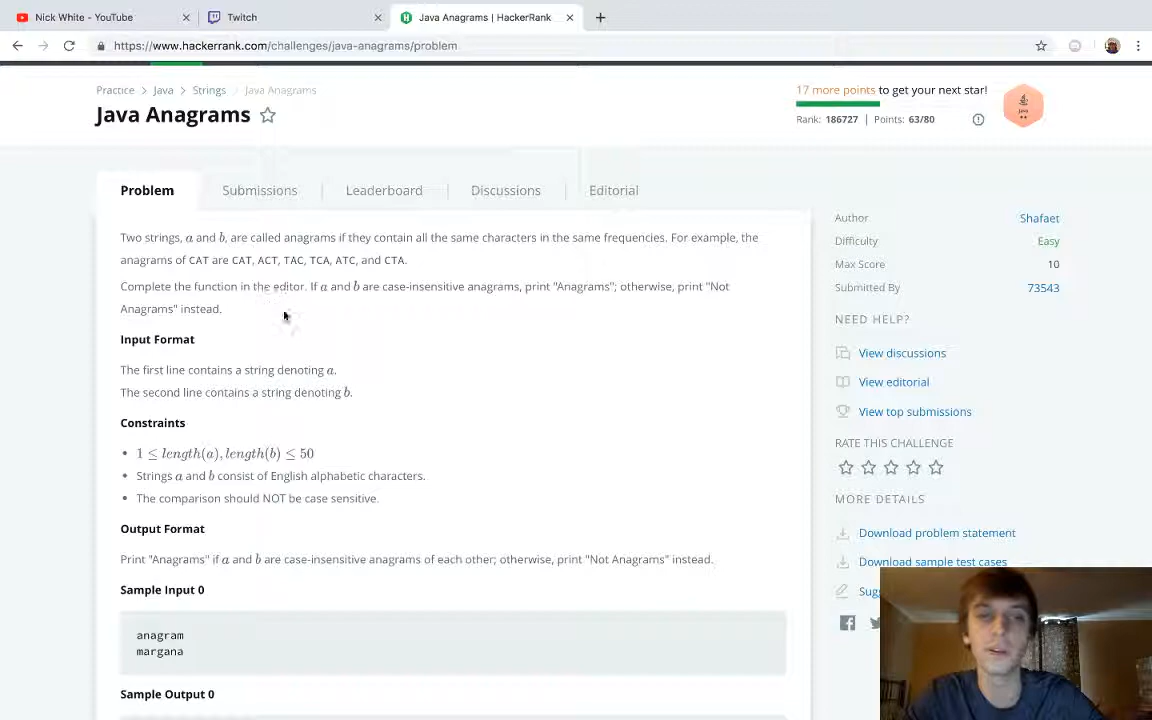 Nick White - YouTube
Twitch
Java Anagrams | HackerRank
https://www.hackerrank.com/challenges/java-anagrams/problem
Practice > Java > Strings > Java Anagrams
Java Anagrams
17 more points to get your next star!
Rank: 186727 | Points: 63/80
Problem
Submissions
Leaderboard
Discussions
Editorial
Two strings, a and b, are called anagrams if they contain all the same characters in the same frequencies. For example, the
anagrams of CAT are CAT, ACT, TAC, TCA, ATC, and CTA.
Complete the function in the editor. If a and b are case-insensitive anagrams, print "Anagrams"; otherwise, print "Not
Anagrams" instead.
Input Format
The first line contains a string denoting a.
The second line contains a string denoting b.
Constraints
• 1 ≤ length(a), length(b) ≤ 50
• Strings a and b consist of English alphabetic characters.
• The comparison should NOT be case sensitive.
Output Format
Print "Anagrams" if a and b are case-insensitive anagrams of each other; otherwise, print "Not Anagrams" instead.
Sample Input 0
anagram
margana
Sample Output 0
Author Shafaet
Difficulty Easy
Max Score 10
Submitted By 73543
NEED HELP?
View discussions
View editorial
View top submissions
RATE THIS CHALLENGE
MORE DETAILS
Download problem statement
Download sample test cases